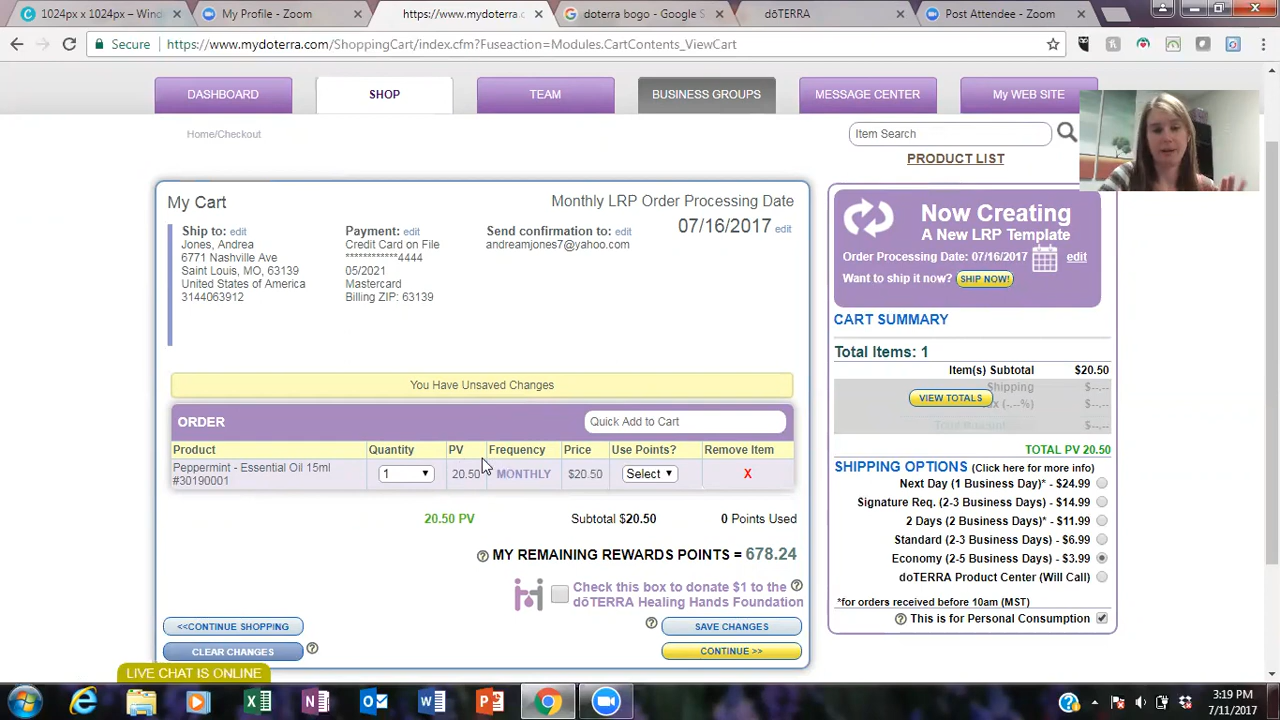 1024px x 1024px – Win
My Profile - Zoom
https://www.mydoterra.c
doterra bogo - Google S
dōTERRA
Post Attendee - Zoom
Secure
https://www.mydoterra.com/ShoppingCart/index.cfm?Fuseaction=Modules.CartContents_ViewCart
DASHBOARD
SHOP
TEAM
BUSINESS GROUPS
MESSAGE CENTER
My WEB SITE
Home/Checkout
Item Search
PRODUCT LIST
My Cart
Monthly LRP Order Processing Date
07/16/2017 edit
Ship to: edit
Jones, Andrea
6771 Nashville Ave
Saint Louis, MO, 63139
United States of America
3144063912
Payment: edit
Credit Card on File
************4444
05/2021
Mastercard
Billing ZIP: 63139
Send confirmation to: edit
andreamjones7@yahoo.com
You Have Unsaved Changes
ORDER
Quick Add to Cart
Product Quantity PV Frequency Price Use Points? Remove Item
Peppermint - Essential Oil 15ml
#30190001
1 20.50 MONTHLY $20.50 Select X
20.50 PV Subtotal $20.50 0 Points Used
MY REMAINING REWARDS POINTS = 678.24
Check this box to donate $1 to the
dōTERRA Healing Hands Foundation
<<CONTINUE SHOPPING
SAVE CHANGES
CLEAR CHANGES
CONTINUE >>
LIVE CHAT IS ONLINE
Now Creating
A New LRP Template
Order Processing Date: 07/16/2017 edit
Want to ship it now? SHIP NOW!
CART SUMMARY
Total Items: 1
Item(s) Subtotal $20.50
Shipping $--.--
VIEW TOTALS
Tax (-.--%) $--.--
$--.--
TOTAL PV 20.50
SHIPPING OPTIONS (Click here for more info)
Next Day (1 Business Day)* - $24.99
Signature Req. (2-3 Business Days) - $14.99
2 Days (2 Business Days)* - $11.99
Standard (2-3 Business Days) - $6.99
Economy (2-5 Business Days) - $3.99
doTERRA Product Center (Will Call)
*for orders received before 10am (MST)
This is for Personal Consumption
3:19 PM
7/11/2017